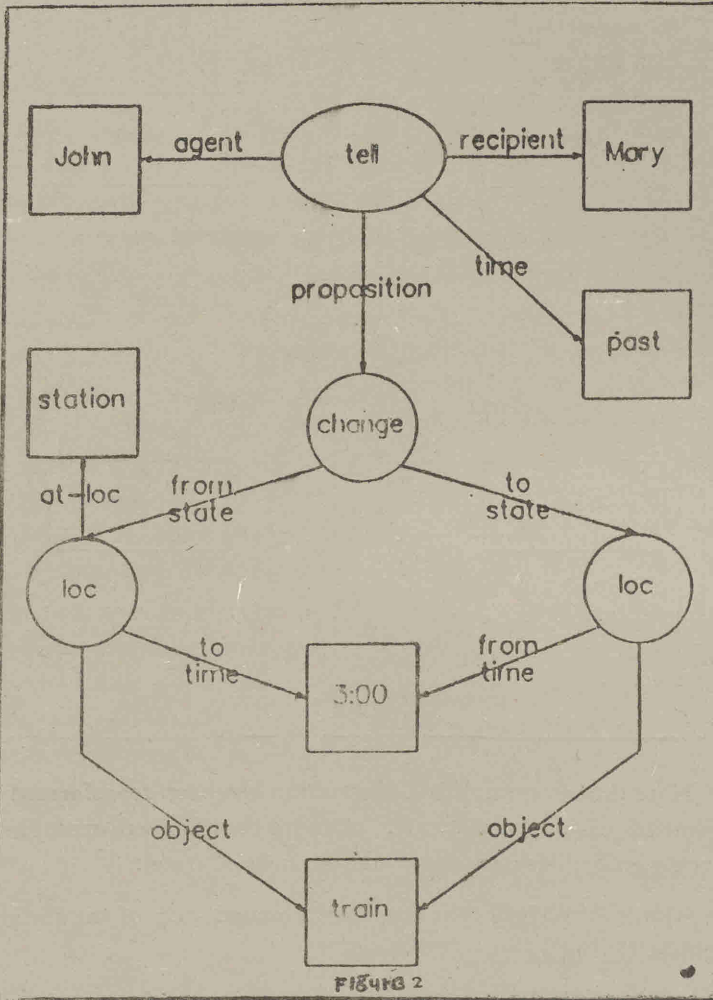 John
agent
tell
recipient
Mary
time
proposition
past
station
change
at-loc
from
state
to
state
loc
loc
to
time
3:00
from
time
object
object
train
Figure 2